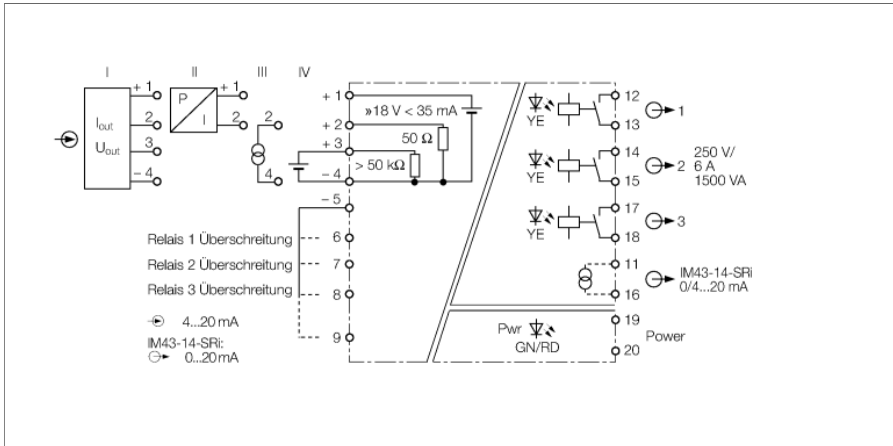 I II III IV
+ 1
2
3
- 4
Iout
Uout
P
I
+ 1
2
2
4
+ 1
+ 2
+ 3
- 4
- 5
6
7
8
9
»18 V < 35 mA
50 Ω
> 50 kΩ
Relais 1 Überschreitung
Relais 2 Überschreitung
Relais 3 Überschreitung
4...20 mA
IM43-14-SRi:
0...20 mA
YE
12
13
1
YE
14
15
2
250 V/
6 A
1500 VA
YE
17
18
3
11
16
IM43-14-SRi
0/4...20 mA
Pwr
GN/RD
19
20
Power